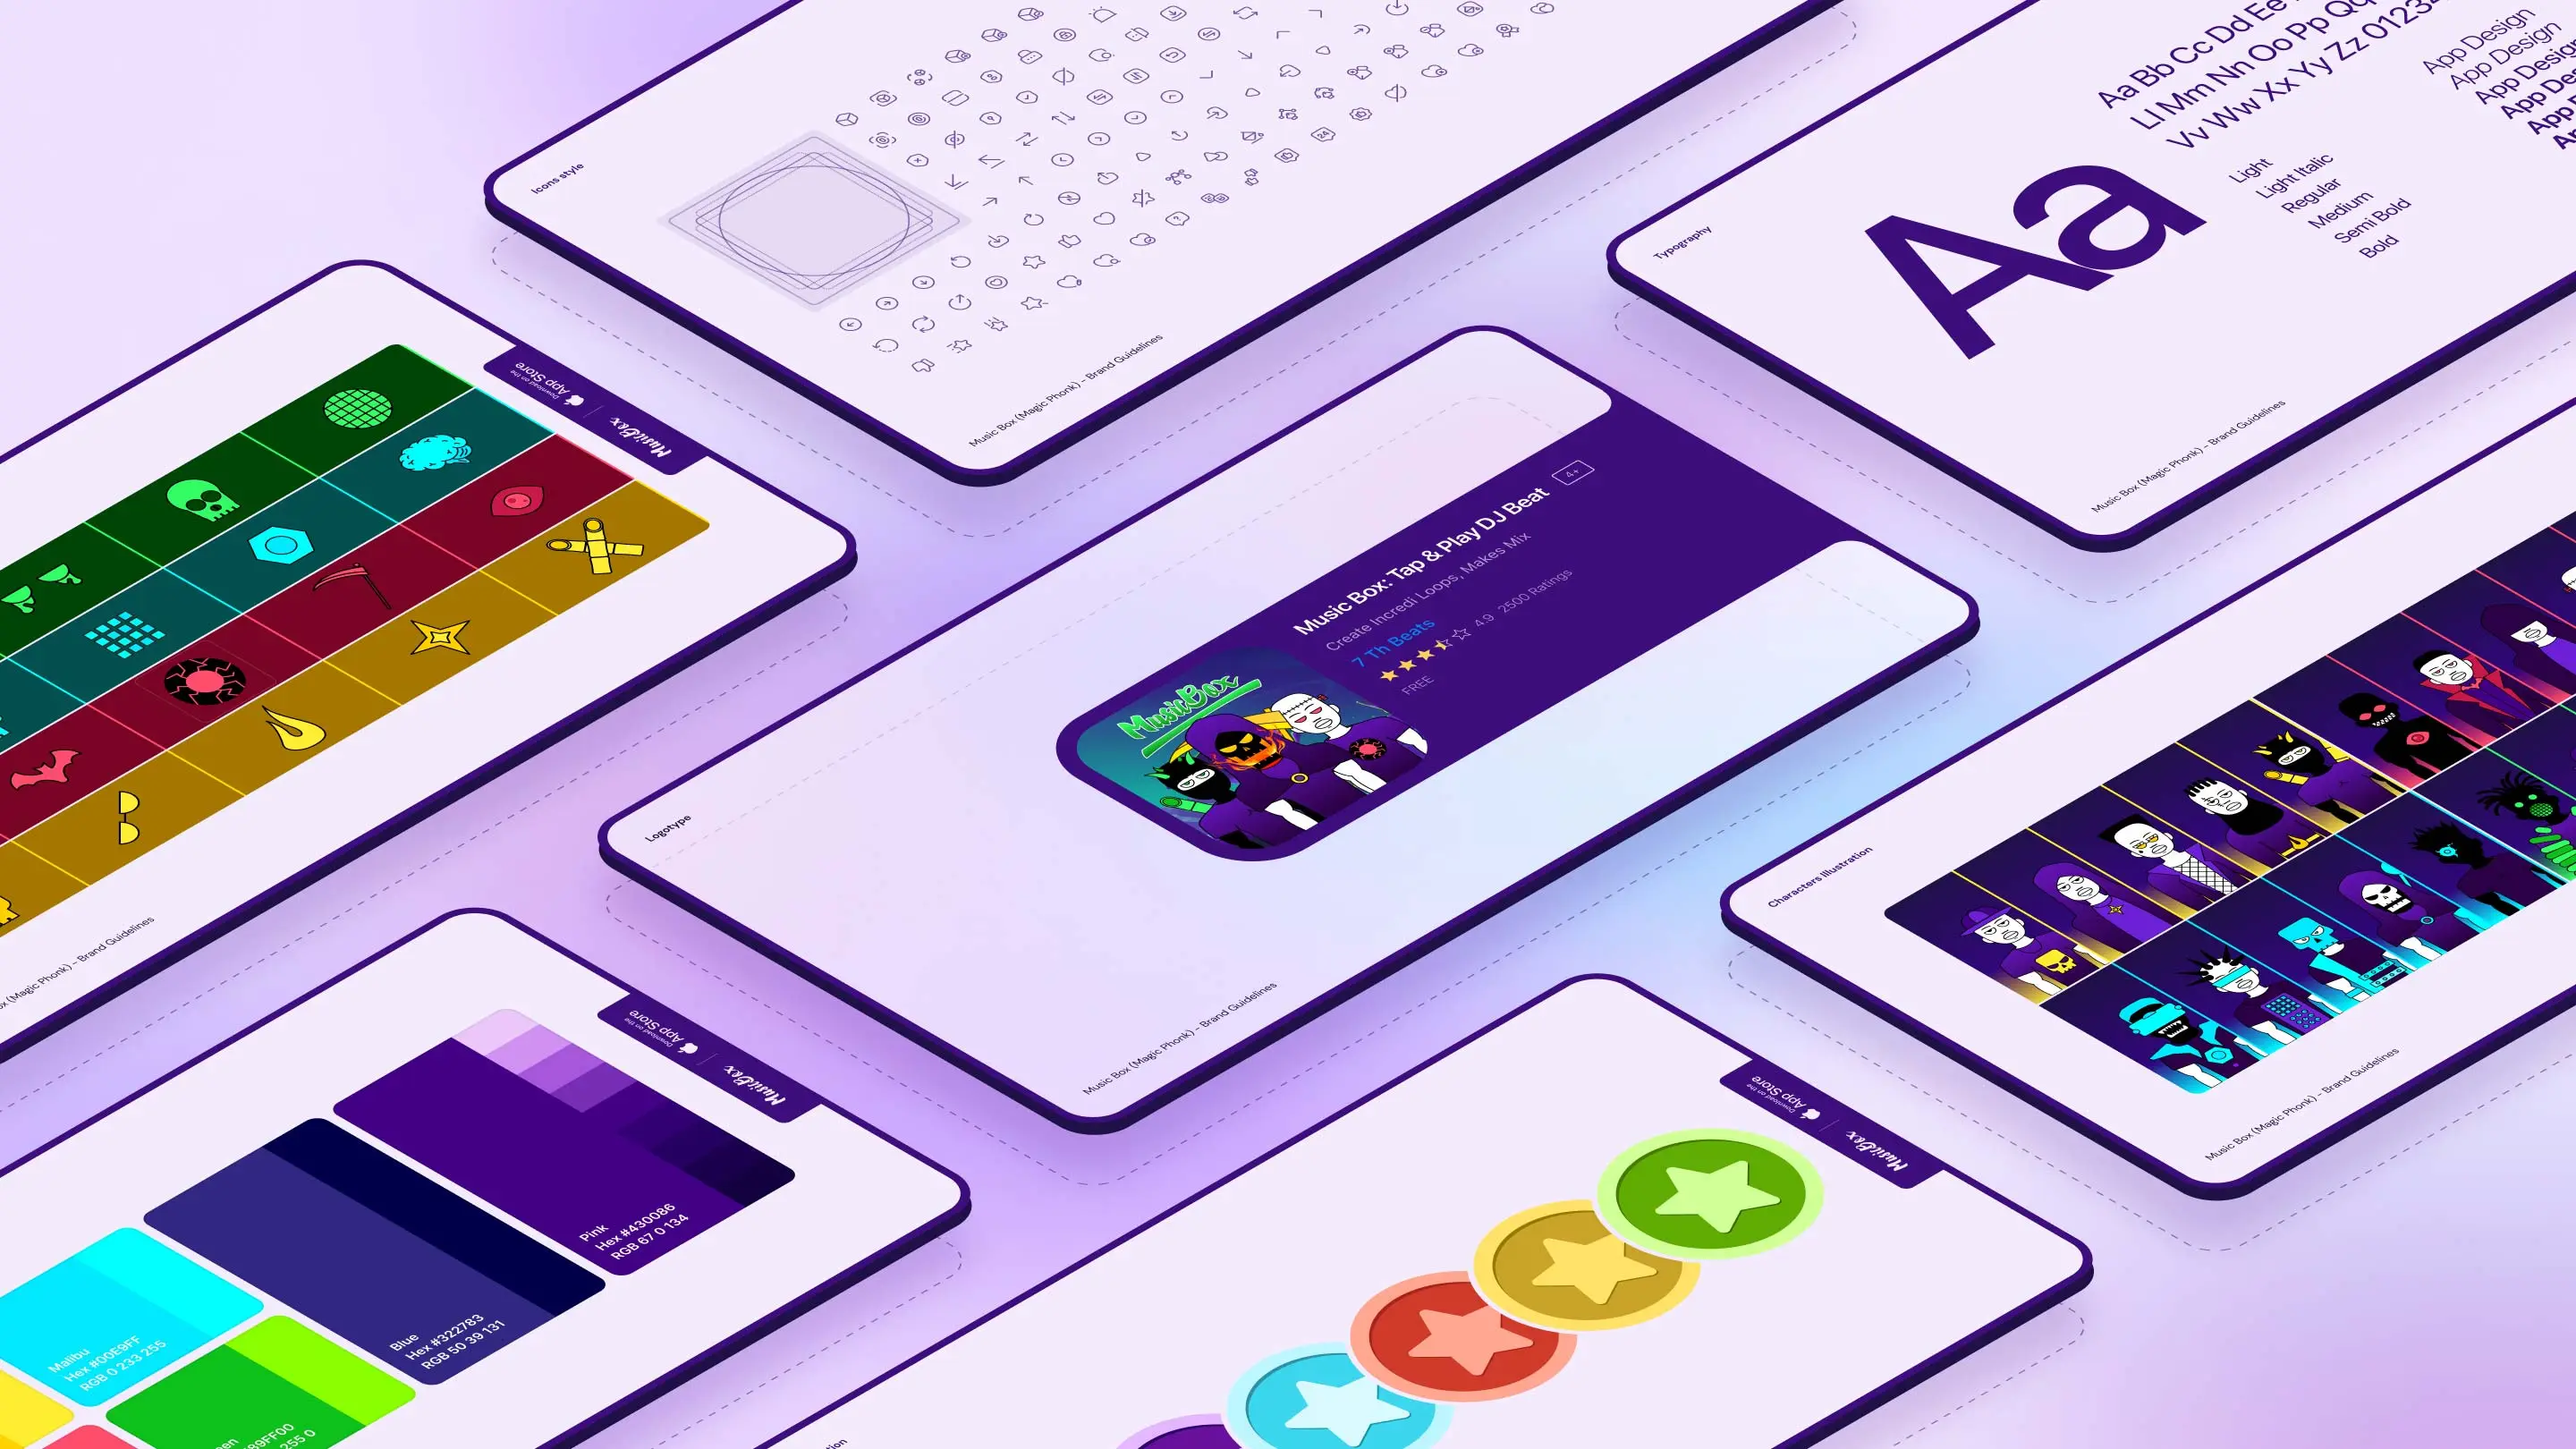 Icons style
Music Box (Magic Phonk) – Brand Guidelines
Typography
Aa Bb Cc Dd Ee
Ll Mm Nn Oo Pp Qq
Vv Ww Xx Yy Zz 01234
Aa
Light
Light Italic
Regular
Medium
Semi Bold
Bold
App Design
App Design
App Design
App Des
App
Music Box (Magic Phonk) – Brand Guidelines
Download on the
App Store
MusicBox
Music Box: Tap & Play DJ Beat
4+
Create Incredi Loops, Makes Mix
7 Th Beats
4.9 · 2500 Ratings
FREE
MusicBox
Logotype
Music Box (Magic Phonk) – Brand Guidelines
ox (Magic Phonk) – Brand Guidelines
Characters Illustration
Music Box (Magic Phonk) – Brand Guidelines
Download on the
App Store
MusicBox
Pink
Hex #430086
RGB 67 0 134
Blue
Hex #322783
RGB 50 39 131
Malibu
Hex #00E9FF
RGB 0 233 255
een
89FF00
255 0
Download on the
App Store
MusicBox
tion